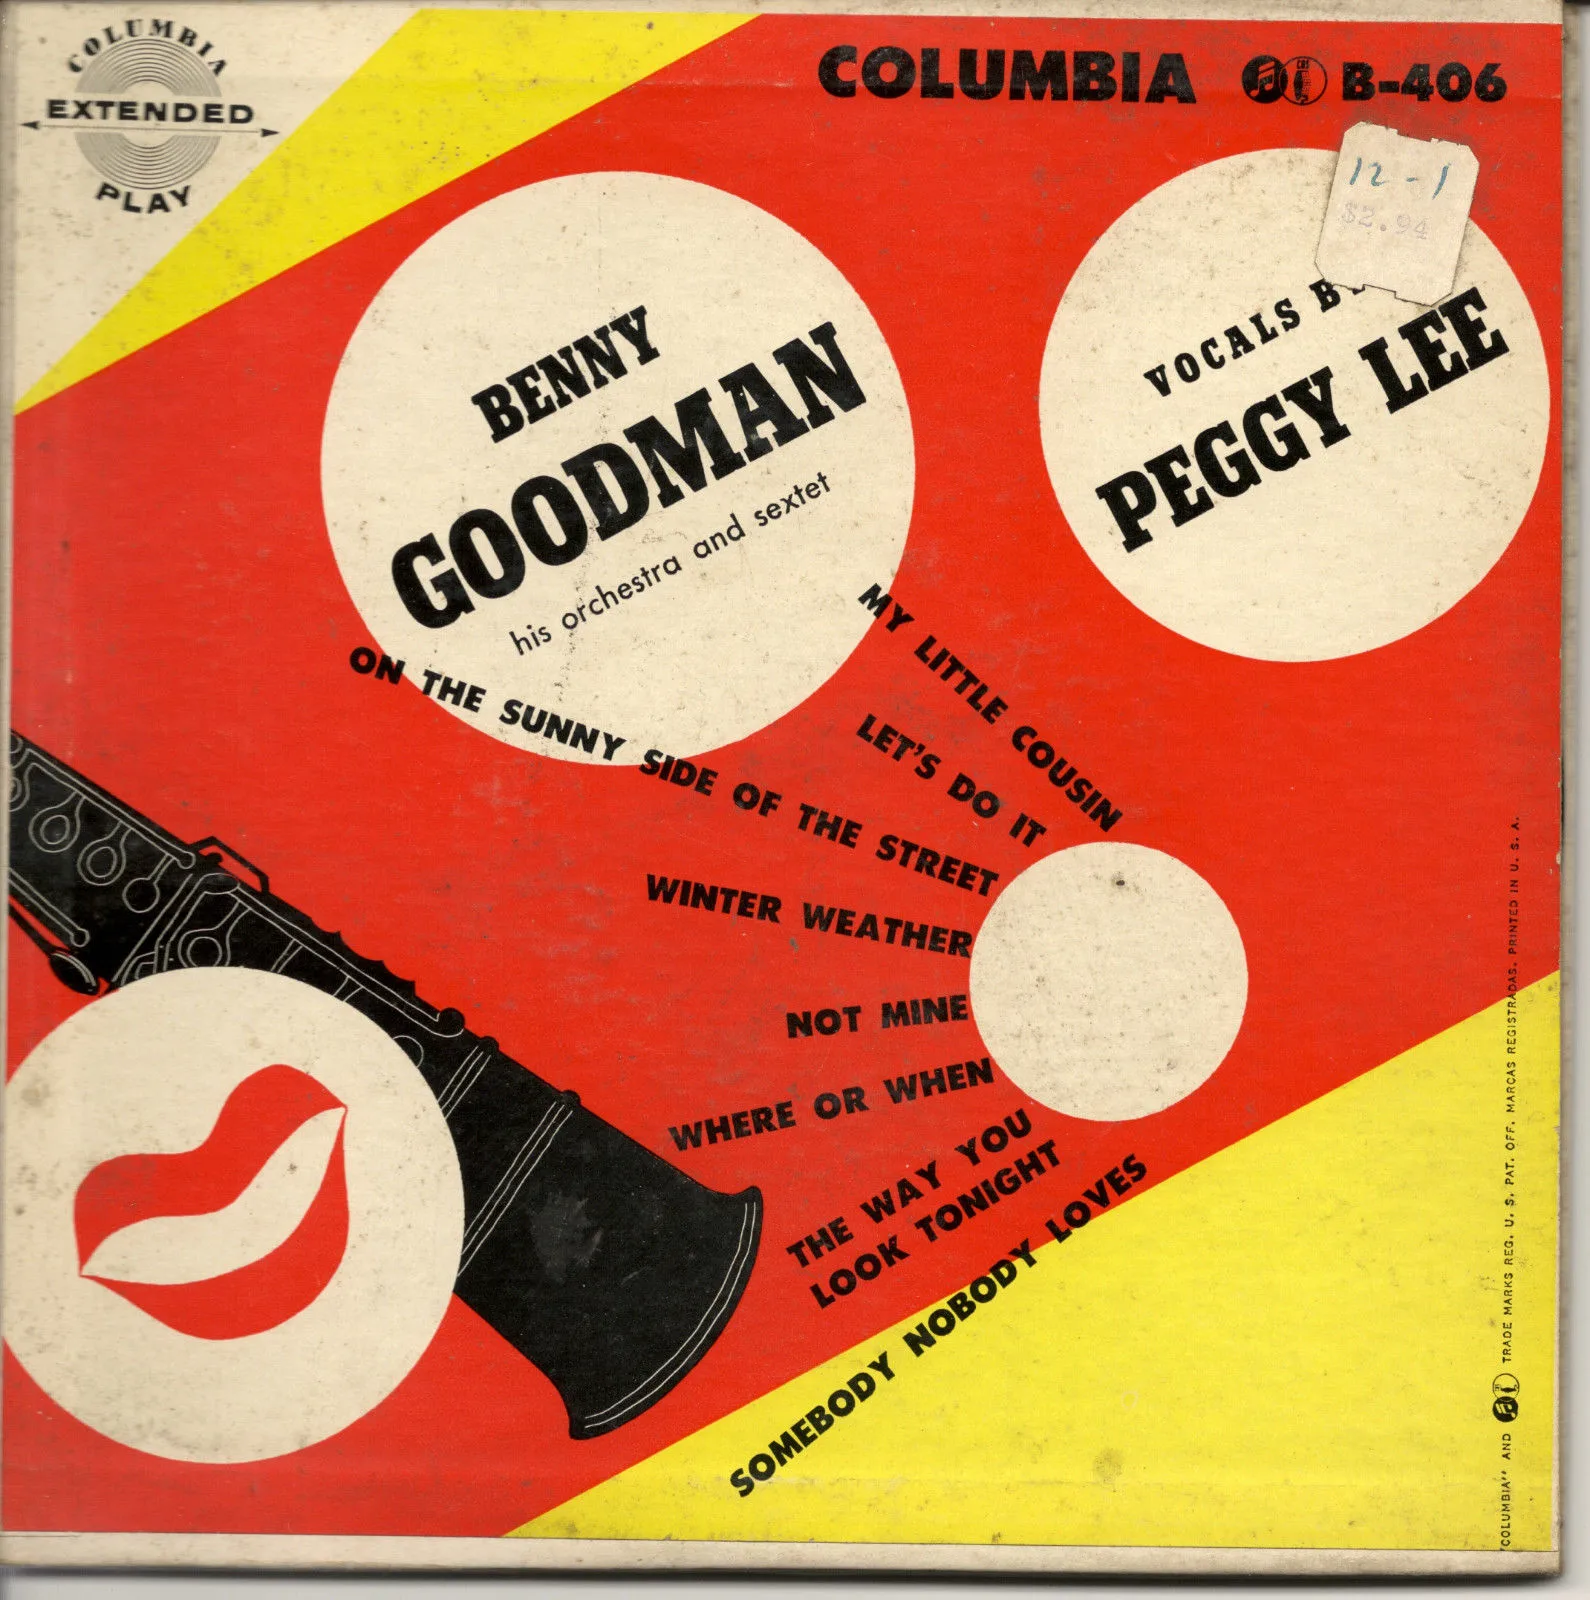 COLUMBIA
EXTENDED
PLAY
COLUMBIA B-406
12-1
$2.94
BENNY
GOODMAN
his orchestra and sextet
VOCALS
PEGGY LEE
MY LITTLE COUSIN
LET'S DO IT
ON THE SUNNY SIDE OF THE STREET
WINTER WEATHER
NOT MINE
WHERE OR WHEN
THE WAY YOU
LOOK TONIGHT
SOMEBODY NOBODY LOVES
"COLUMBIA" AND TRADE MARKS REG. U. S. PAT. OFF. MARCAS REGISTRADAS. PRINTED IN U. S. A.